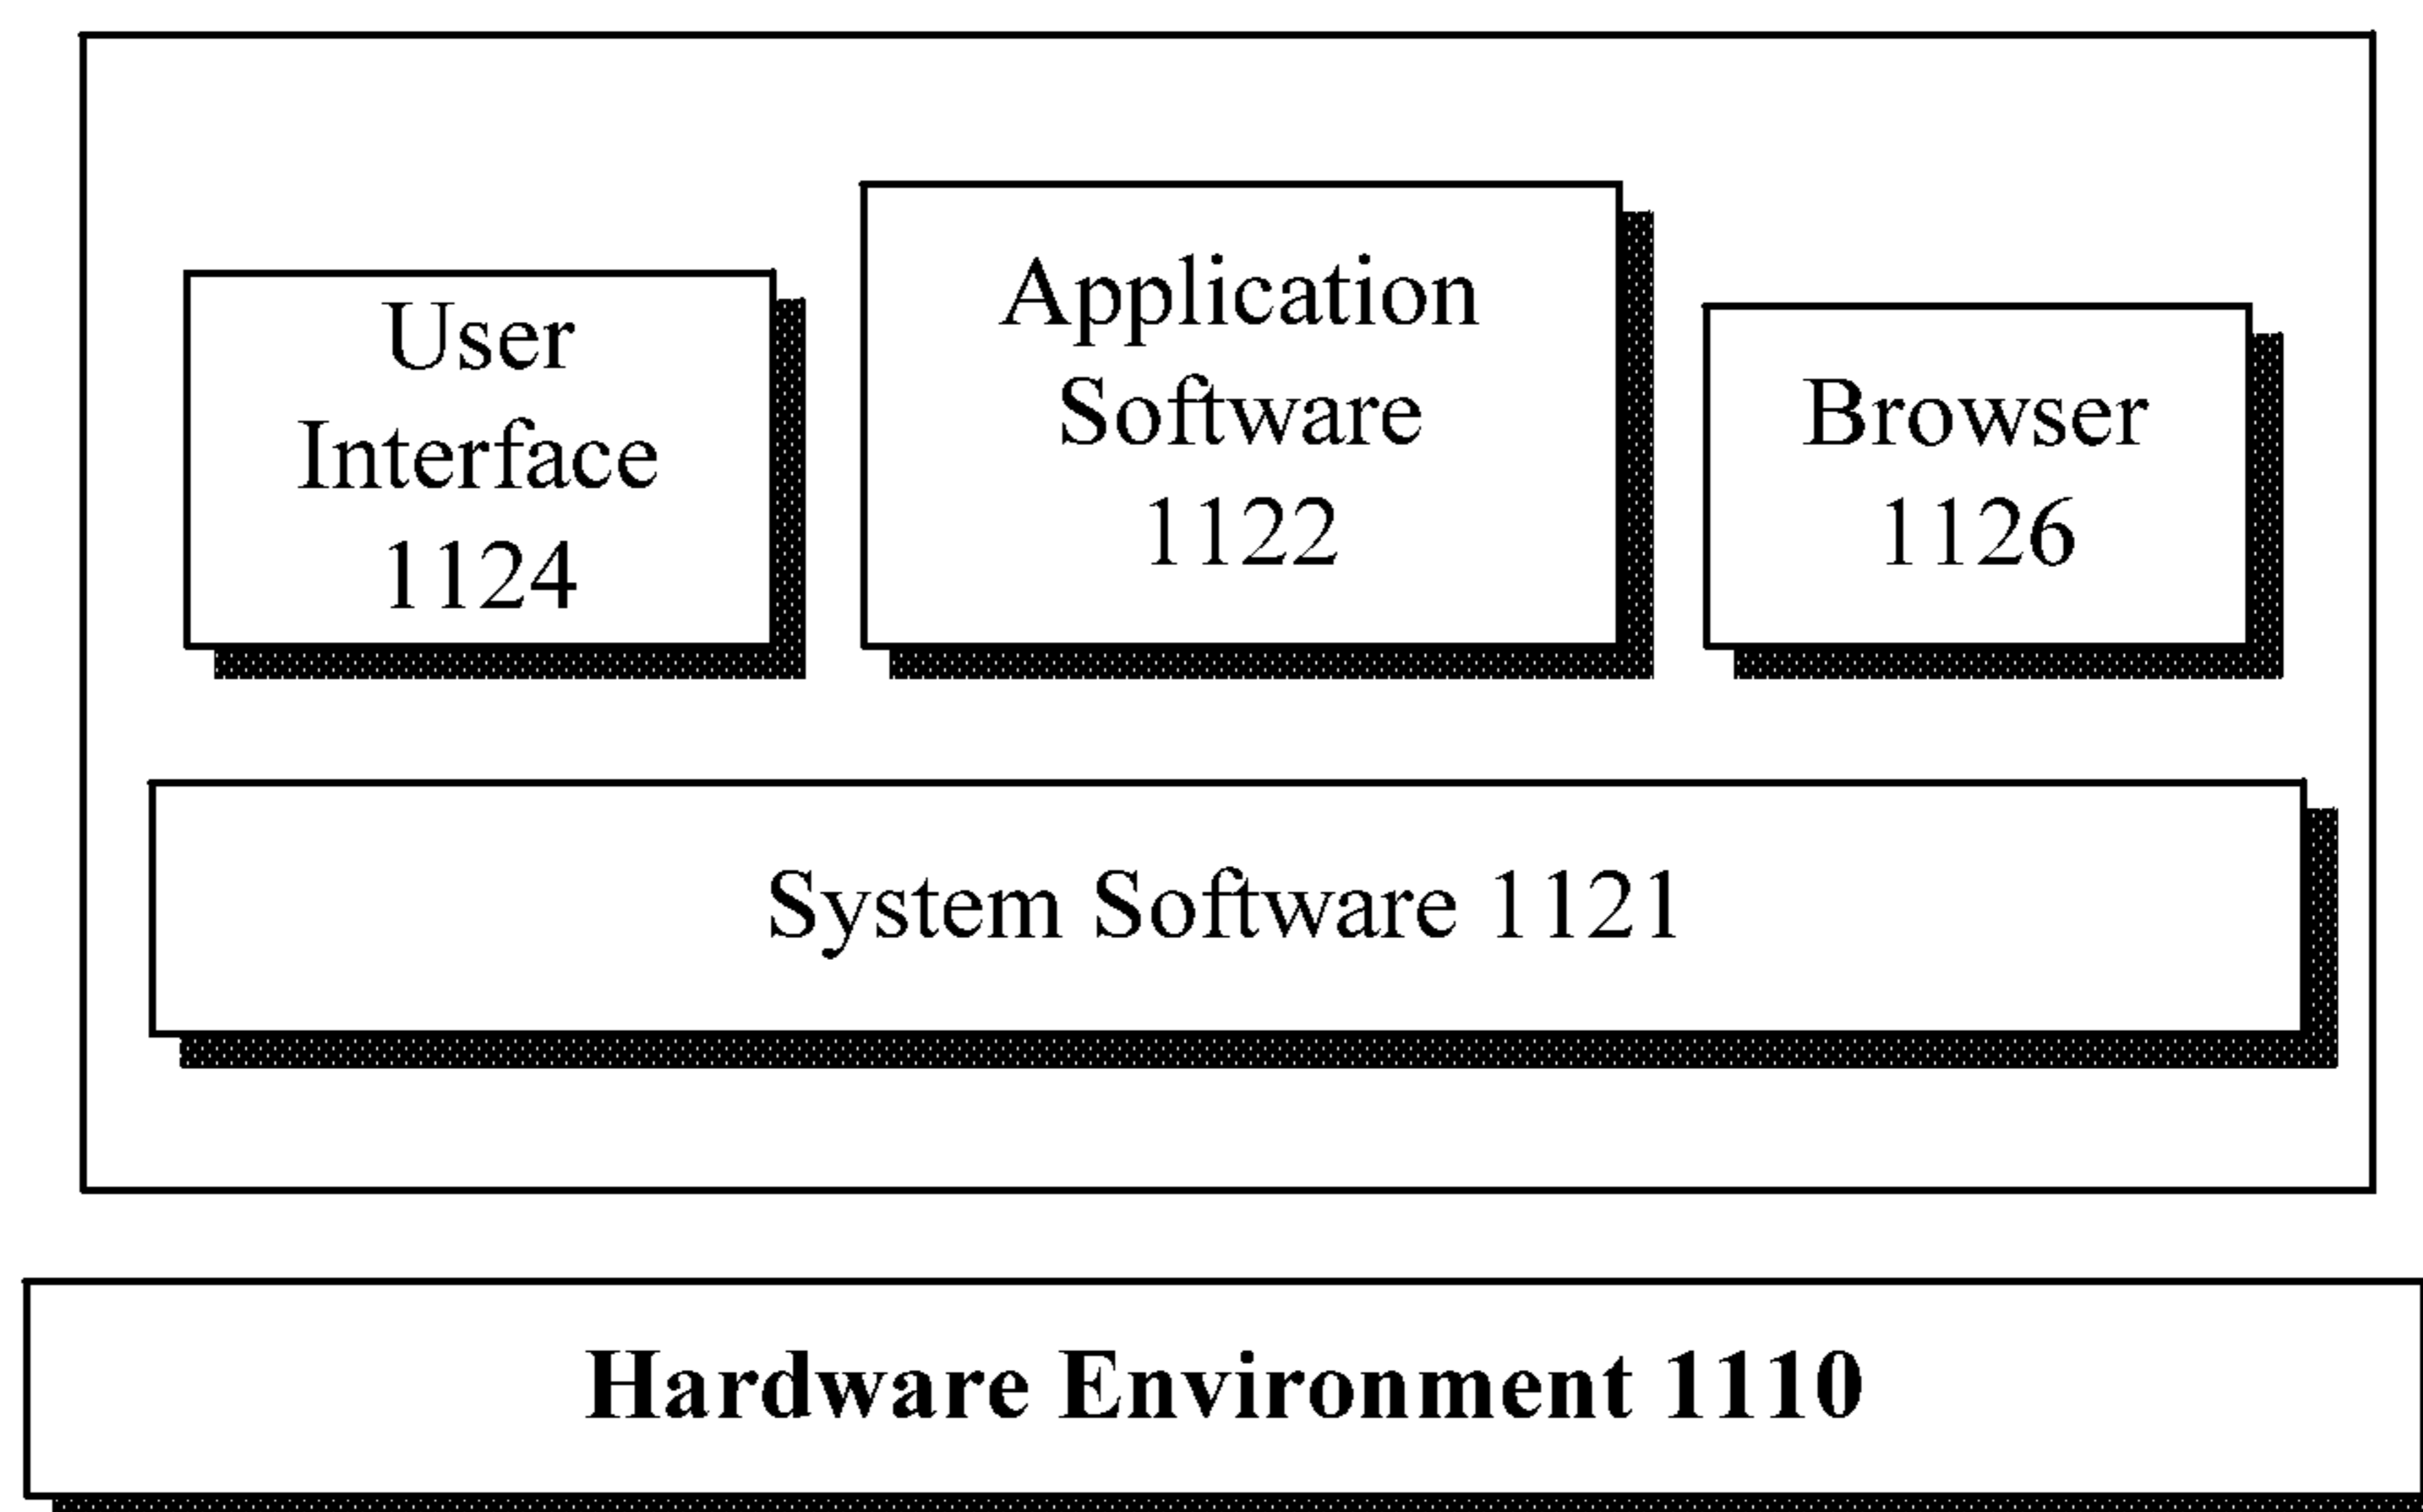 User
Interface
1124
Application
Software
1122
Browser
1126
System Software 1121
Hardware Environment 1110